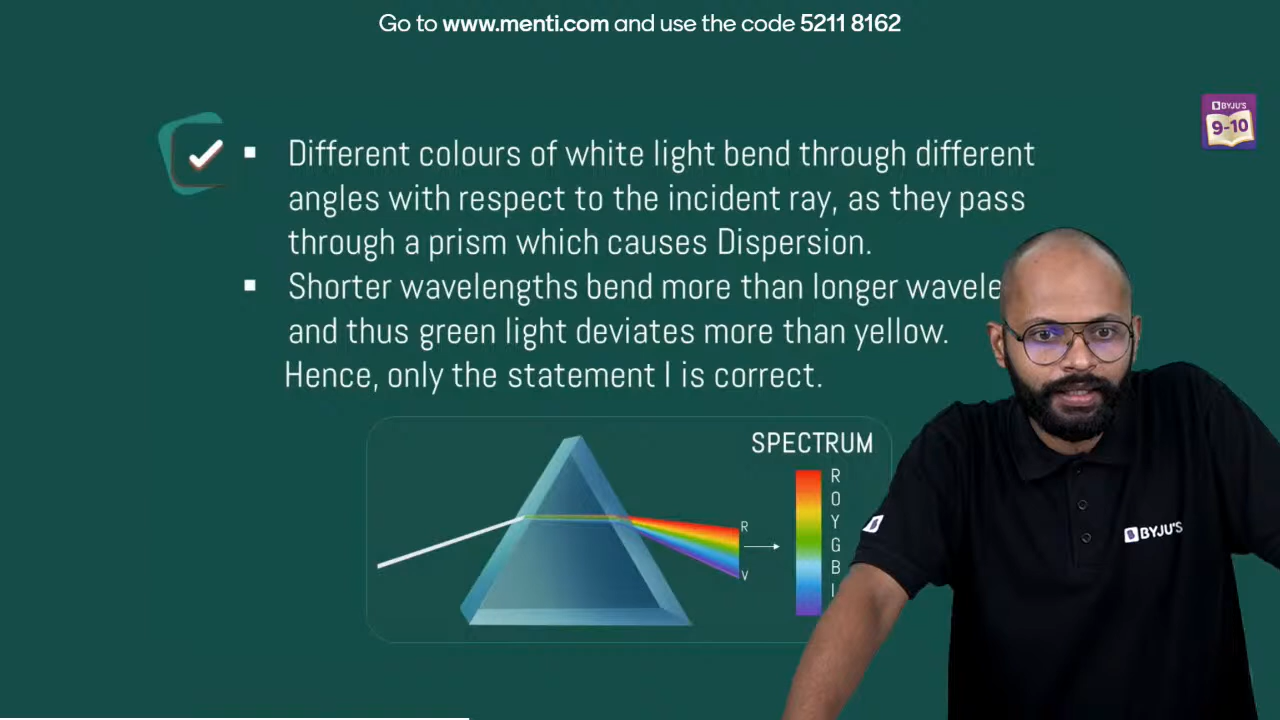 Go to www.menti.com and use the code 5211 8162
BYJU'S
9-10
▪ Different colours of white light bend through different
angles with respect to the incident ray, as they pass
through a prism which causes Dispersion.
▪ Shorter wavelengths bend more than longer wavele
and thus green light deviates more than yellow.
Hence, only the statement I is correct.
SPECTRUM
R
O
Y
G
B
I
R
V
BYJU'S